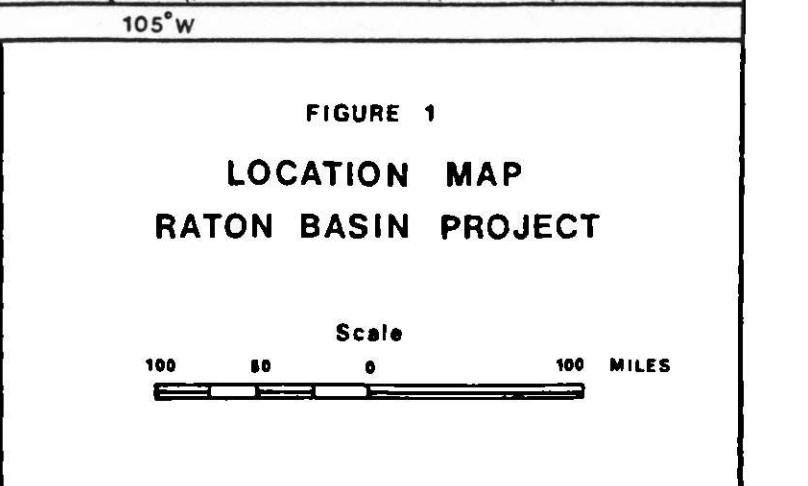 105°W
FIGURE 1
LOCATION MAP
RATON BASIN PROJECT
Scale
100 50 0 100 MILES